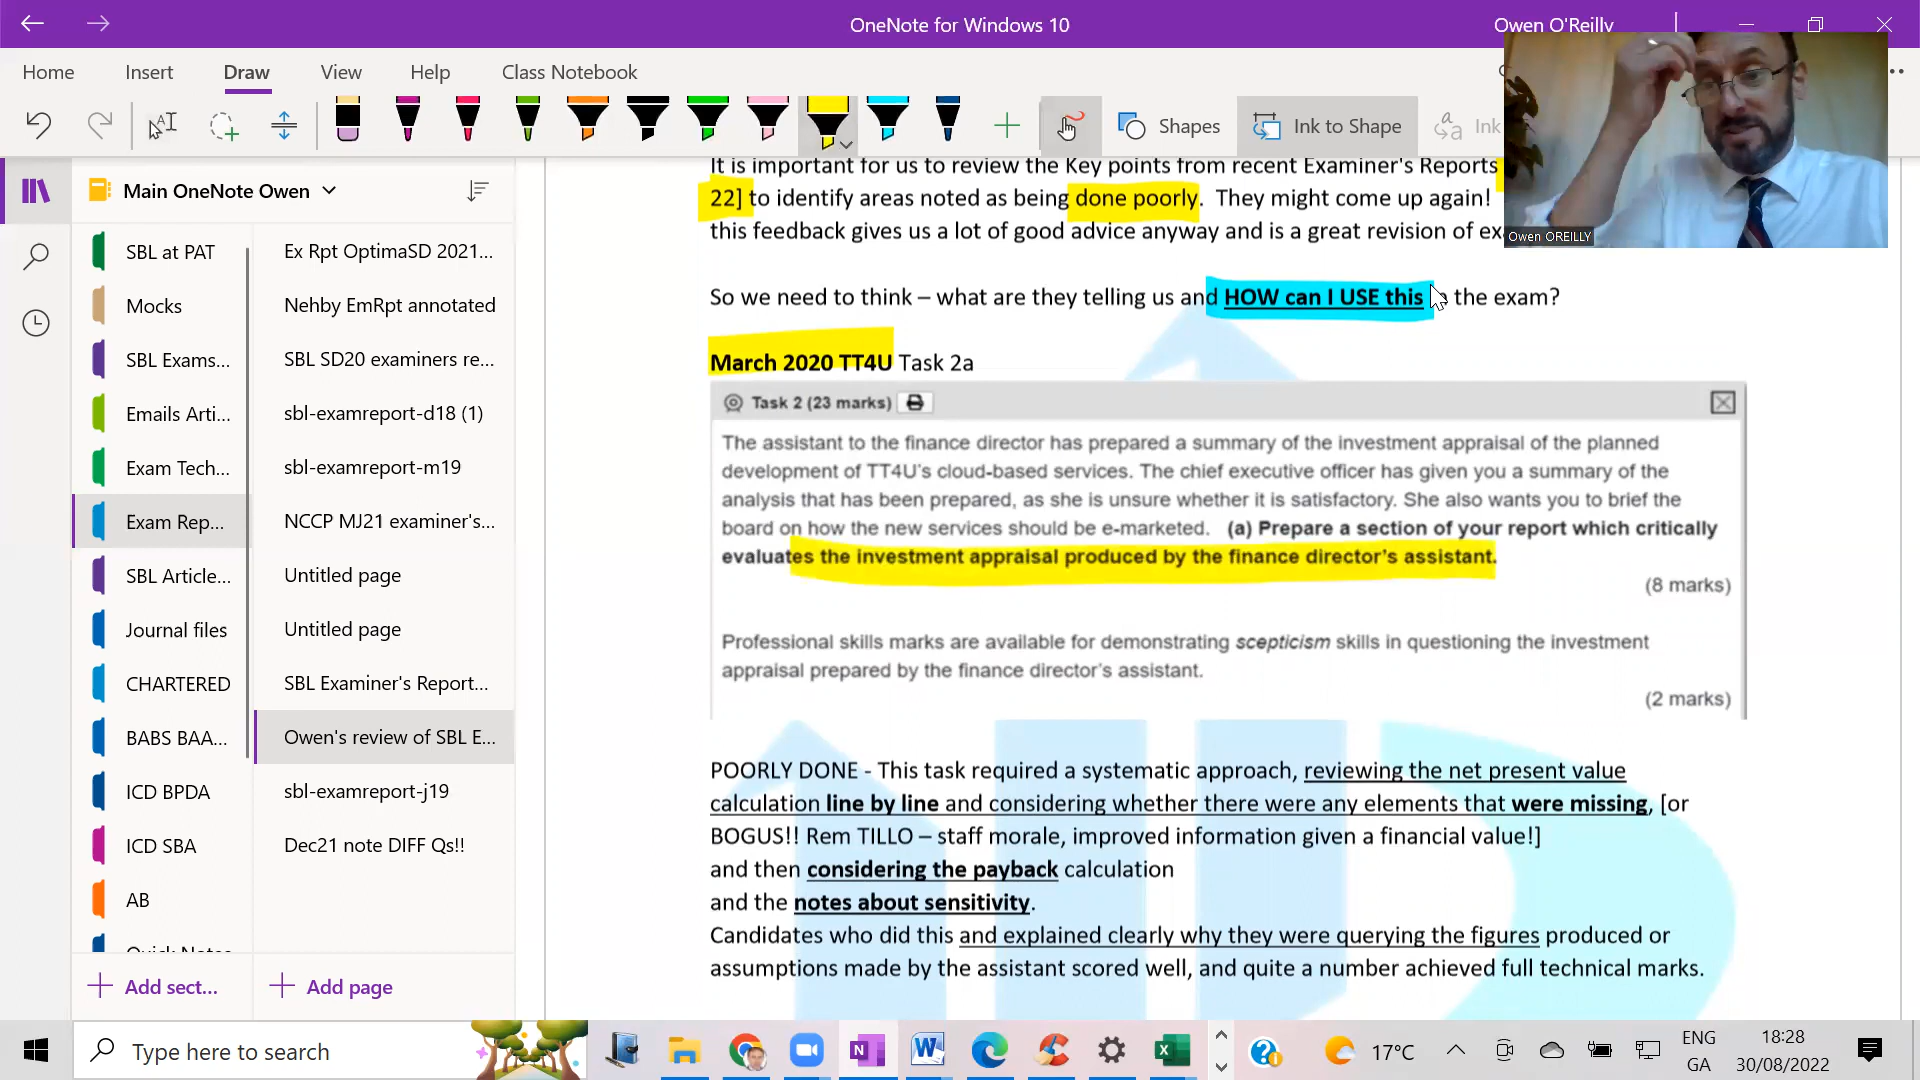 OneNote for Windows 10
Owen O'Reilly
Home Insert Draw View Help Class Notebook
Shapes Ink to Shape Ink
Owen OREILLY
Main OneNote Owen
SBL at PAT
Mocks
SBL Exams...
Emails Arti...
Exam Tech...
Exam Rep...
SBL Article...
Journal files
CHARTERED
BABS BAA...
ICD BPDA
ICD SBA
AB
Quick Notes
Add sect...
Ex Rpt OptimaSD 2021...
Nehby EmRpt annotated
SBL SD20 examiners re...
sbl-examreport-d18 (1)
sbl-examreport-m19
NCCP MJ21 examiner's...
Untitled page
Untitled page
SBL Examiner's Report...
Owen's review of SBL E...
sbl-examreport-j19
Dec21 note DIFF Qs!!
Add page
It is important for us to review the Key points from recent Examiner's Reports
22] to identify areas noted as being done poorly. They might come up again!
this feedback gives us a lot of good advice anyway and is a great revision of ex
So we need to think – what are they telling us and HOW can I USE this the exam?
March 2020 TT4U Task 2a
Task 2 (23 marks)
The assistant to the finance director has prepared a summary of the investment appraisal of the planned
development of TT4U's cloud-based services. The chief executive officer has given you a summary of the
analysis that has been prepared, as she is unsure whether it is satisfactory. She also wants you to brief the
board on how the new services should be e-marketed. (a) Prepare a section of your report which critically
evaluates the investment appraisal produced by the finance director's assistant.
(8 marks)
Professional skills marks are available for demonstrating scepticism skills in questioning the investment
appraisal prepared by the finance director's assistant.
(2 marks)
POORLY DONE - This task required a systematic approach, reviewing the net present value
calculation line by line and considering whether there were any elements that were missing, [or
BOGUS!! Rem TILLO – staff morale, improved information given a financial value!]
and then considering the payback calculation
and the notes about sensitivity.
Candidates who did this and explained clearly why they were querying the figures produced or
assumptions made by the assistant scored well, and quite a number achieved full technical marks.
Type here to search
17°C
ENG
GA
18:28
30/08/2022